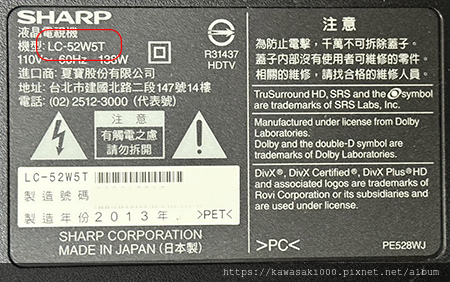 SHARP
液晶電視機
機型: LC-52W5T
110V~ 60Hz
進口商: 夏寶股份有限公司
地址: 台北市建國北路二段147號14樓
電話: (02) 2512-3000 (代表號)
R31437
HDTV
注意
有觸電之虞
請勿拆開
LC-52W5T
製造號碼
製造年份2013年.
>PET<
SHARP CORPORATION
MADE IN JAPAN (日本製)
注意
為防止電擊，千萬不可拆除蓋子。
蓋子內部沒有使用者可維修的零件。
相關的維修，請找合格的維修人員。
TruSurround HD, SRS and the symbol
are trademarks of SRS Labs, Inc.
Manufactured under license from Dolby
Laboratories.
Dolby and the double-D symbol are
trademarks of Dolby Laboratories.
DivX®, DivX Certified®, DivX Plus®HD
and associated logos are trademarks of
Rovi Corporation or its subsidiaries and
are used under license.
>PC<
PE528WJ
https://kawasaki000.pixnet.net/album